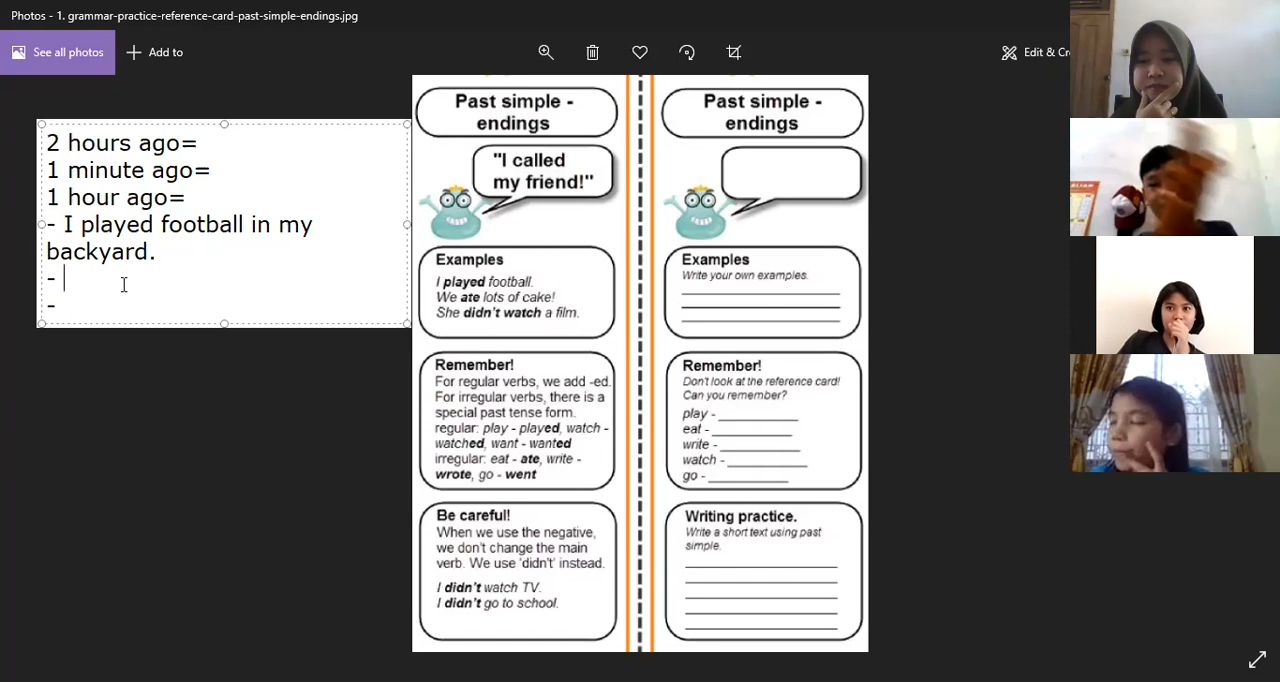 Photos - 1. grammar-practice-reference-card-past-simple-endings.jpg
See all photos
Add to
Edit & Cr
2 hours ago=
1 minute ago=
1 hour ago=
- I played football in my
backyard.
-
-
Past simple -
endings
"I called
my friend!"
Examples
I played football.
We ate lots of cake!
She didn't watch a film.
Remember!
For regular verbs, we add -ed.
For irregular verbs, there is a
special past tense form.
regular: play - played, watch -
watched, want - wanted
irregular: eat - ate, write -
wrote, go - went
Be careful!
When we use the negative,
we don't change the main
verb. We use 'didn't' instead.
I didn't watch TV.
I didn't go to school.
Past simple -
endings
Examples
Write your own examples.
Remember!
Don't look at the reference card!
Can you remember?
play - __________
eat - __________
write - __________
watch - __________
go - __________
Writing practice.
Write a short text using past
simple.